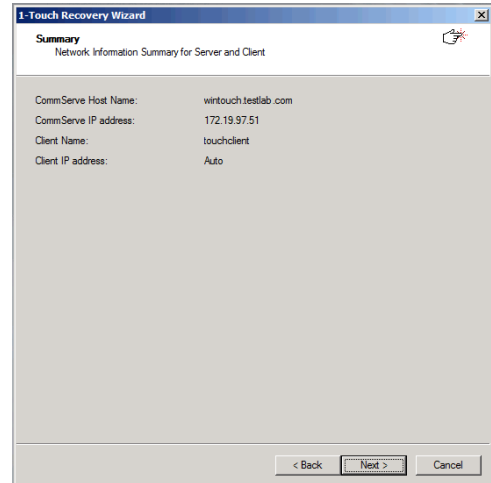 1-Touch Recovery Wizard
Summary
Network Information Summary for Server and Client
CommServe Host Name: wintouch.testlab.com
CommServe IP address: 172.19.97.51
Client Name: touchclient
Client IP address: Auto
< Back Next > Cancel